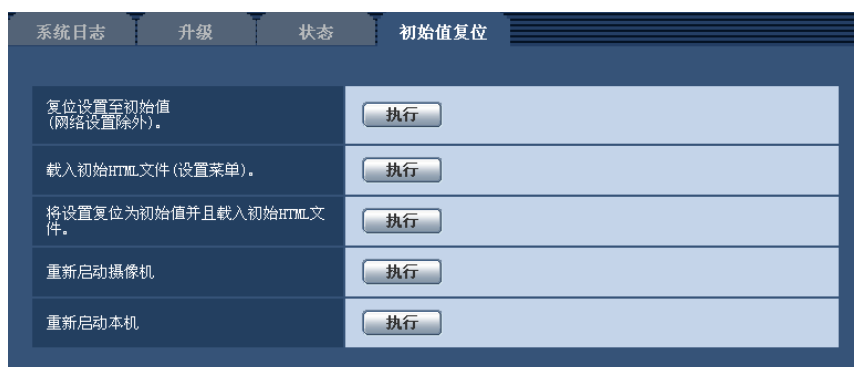 系统日志 升级 状态 初始值复位
复位设置至初始值 执行
(网络设置除外)。
载入初始HTML文件(设置菜单)。 执行
将设置复位为初始值并且载入初始HTML文 执行
件。
重新启动摄像机 执行
重新启动本机 执行